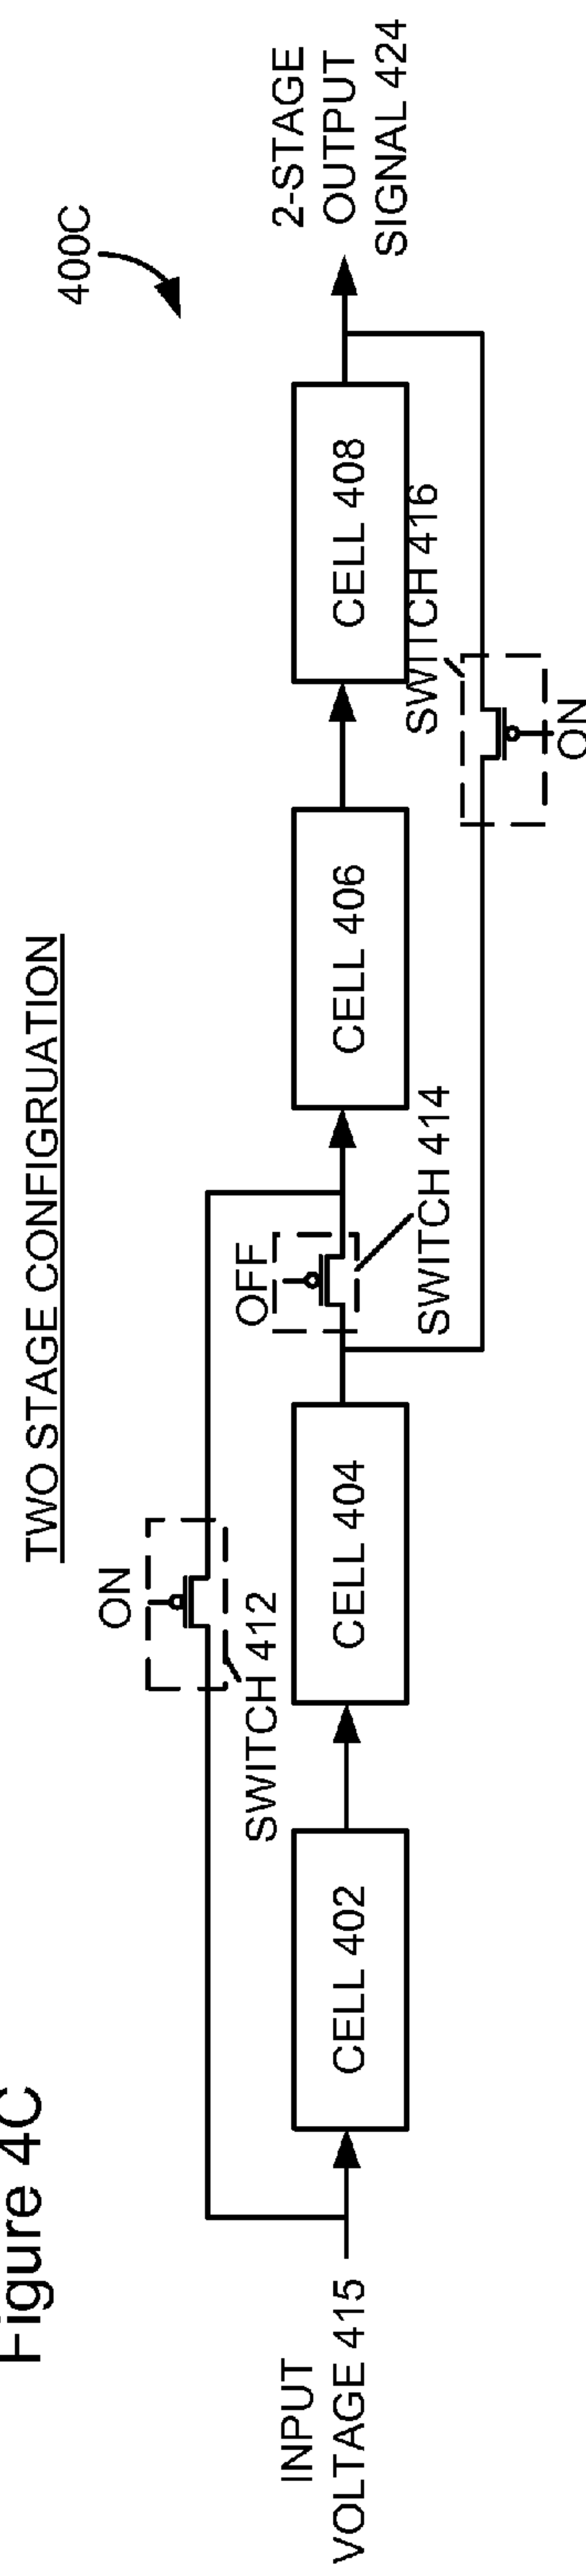 Figure 4C
TWO STAGE CONFIGRUATION
400C
ON
SWITCH 412
OFF
INPUT
VOLTAGE 415
CELL 402
CELL 404
CELL 406
CELL 408
2-STAGE
OUTPUT
SIGNAL 424
SWITCH 414
SWITCH 416
ON